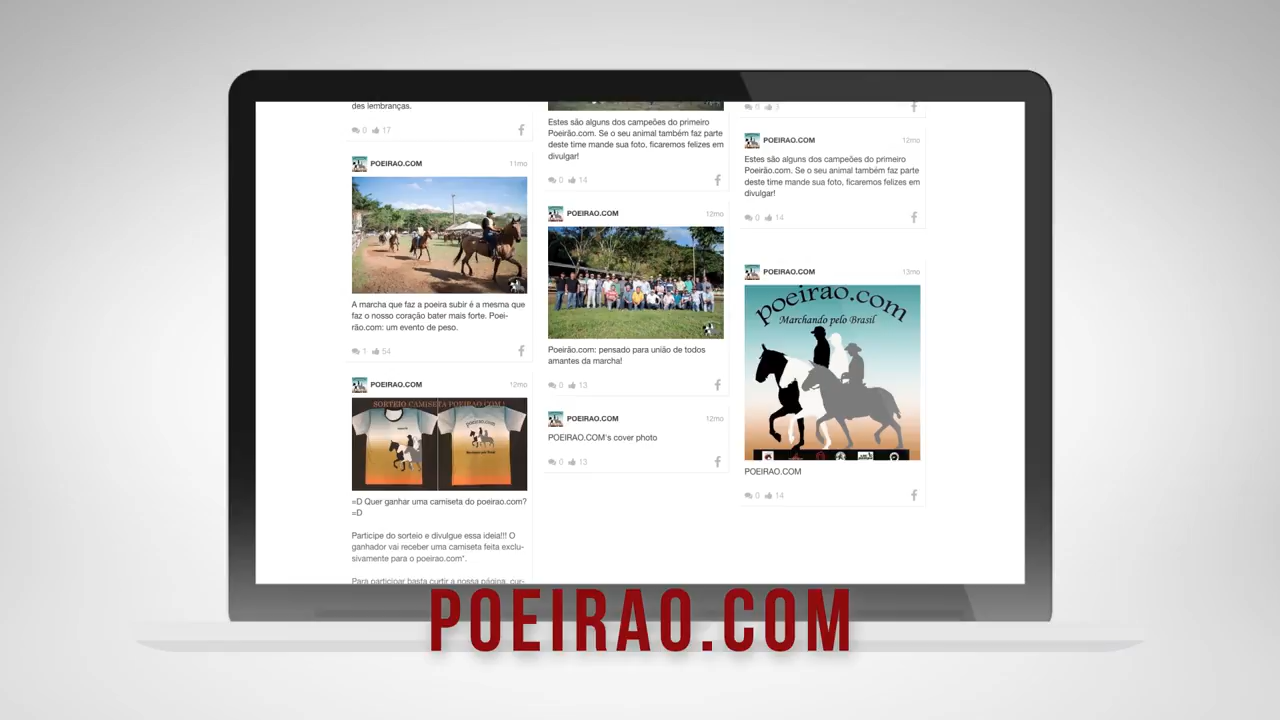 des lembranças.
0 17
POEIRAO.COM 11mo
A marcha que faz a poeira subir é a mesma que
faz o nosso coração bater mais forte. Poei-
rão.com: um evento de peso.
1 54
POEIRAO.COM 12mo
SORTEIO CAMISETA POEIRAO.COM !
=D Quer ganhar uma camiseta do poeirao.com?
=D
Participe do sorteio e divulgue essa ideia!!! O
ganhador vai receber uma camiseta feita exclu-
sivamente para o poeirao.com*.
Para participar basta curtir a nossa página, cur-
Estes são alguns dos campeões do primeiro
Poeirão.com. Se o seu animal também faz parte
deste time mande sua foto, ficaremos felizes em
divulgar!
0 14
POEIRAO.COM 12mo
Poeirão.com: pensado para união de todos
amantes da marcha!
0 13
POEIRAO.COM 12mo
POEIRAO.COM's cover photo
0 13
POEIRAO.COM 12mo
Estes são alguns dos campeões do primeiro
Poeirão.com. Se o seu animal também faz parte
deste time mande sua foto, ficaremos felizes em
divulgar!
0 14
POEIRAO.COM 13mo
poeirao.com
Marchando pelo Brasil
POEIRAO.COM
0 14
POEIRAO.COM